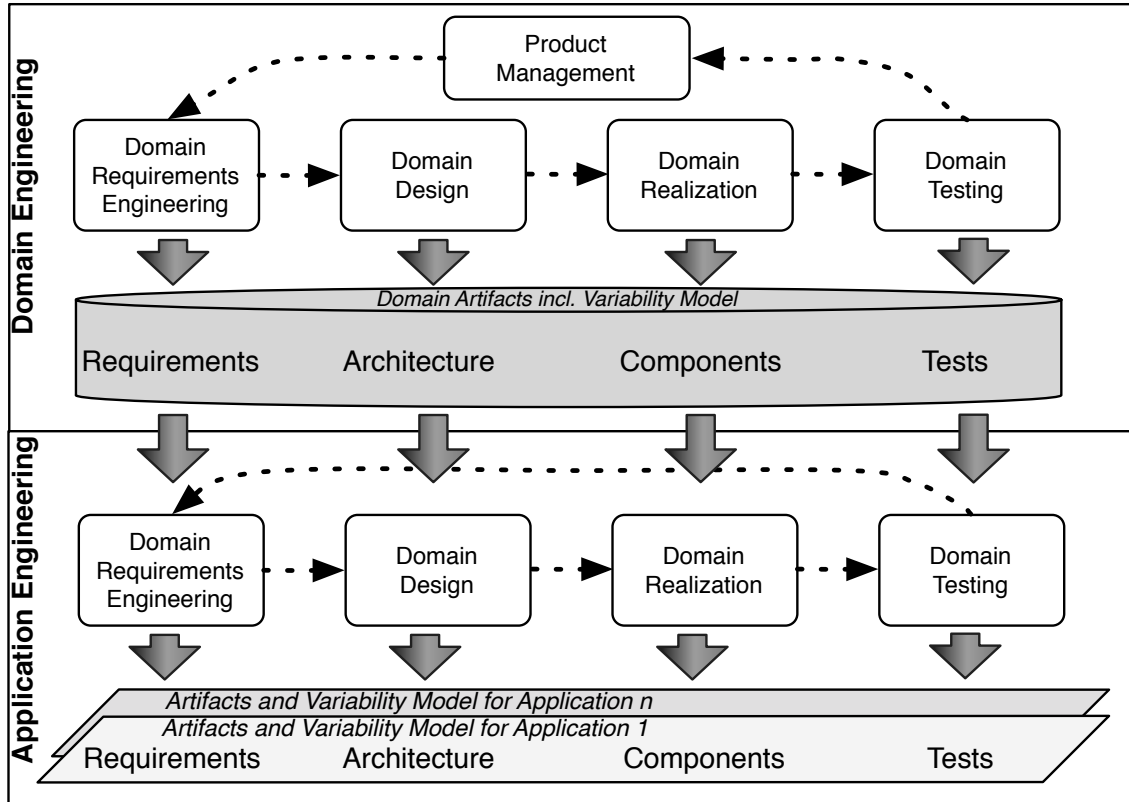 Domain Engineering
Product
Management
Domain
Requirements
Engineering
Domain
Design
Domain
Realization
Domain
Testing
Domain Artifacts incl. Variability Model
Requirements
Architecture
Components
Tests
Application Engineering
Domain
Requirements
Engineering
Domain
Design
Domain
Realization
Domain
Testing
Artifacts and Variability Model for Application n
Artifacts and Variability Model for Application 1
Requirements
Architecture
Components
Tests